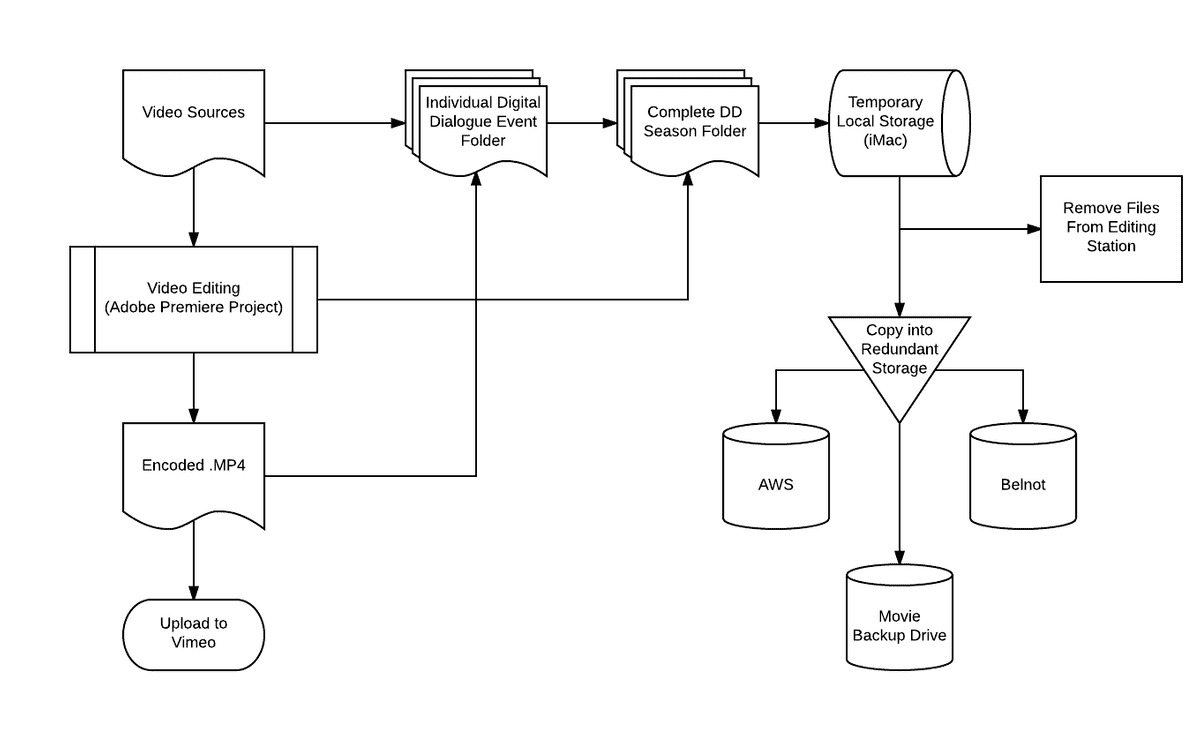 Video Sources
Individual Digital
Dialogue Event
Folder
Complete DD
Season Folder
Temporary
Local Storage
(iMac)
Remove Files
From Editing
Station
Video Editing
(Adobe Premiere Project)
Copy into
Redundant
Storage
Encoded .MP4
AWS
Belnot
Movie
Backup Drive
Upload to
Vimeo